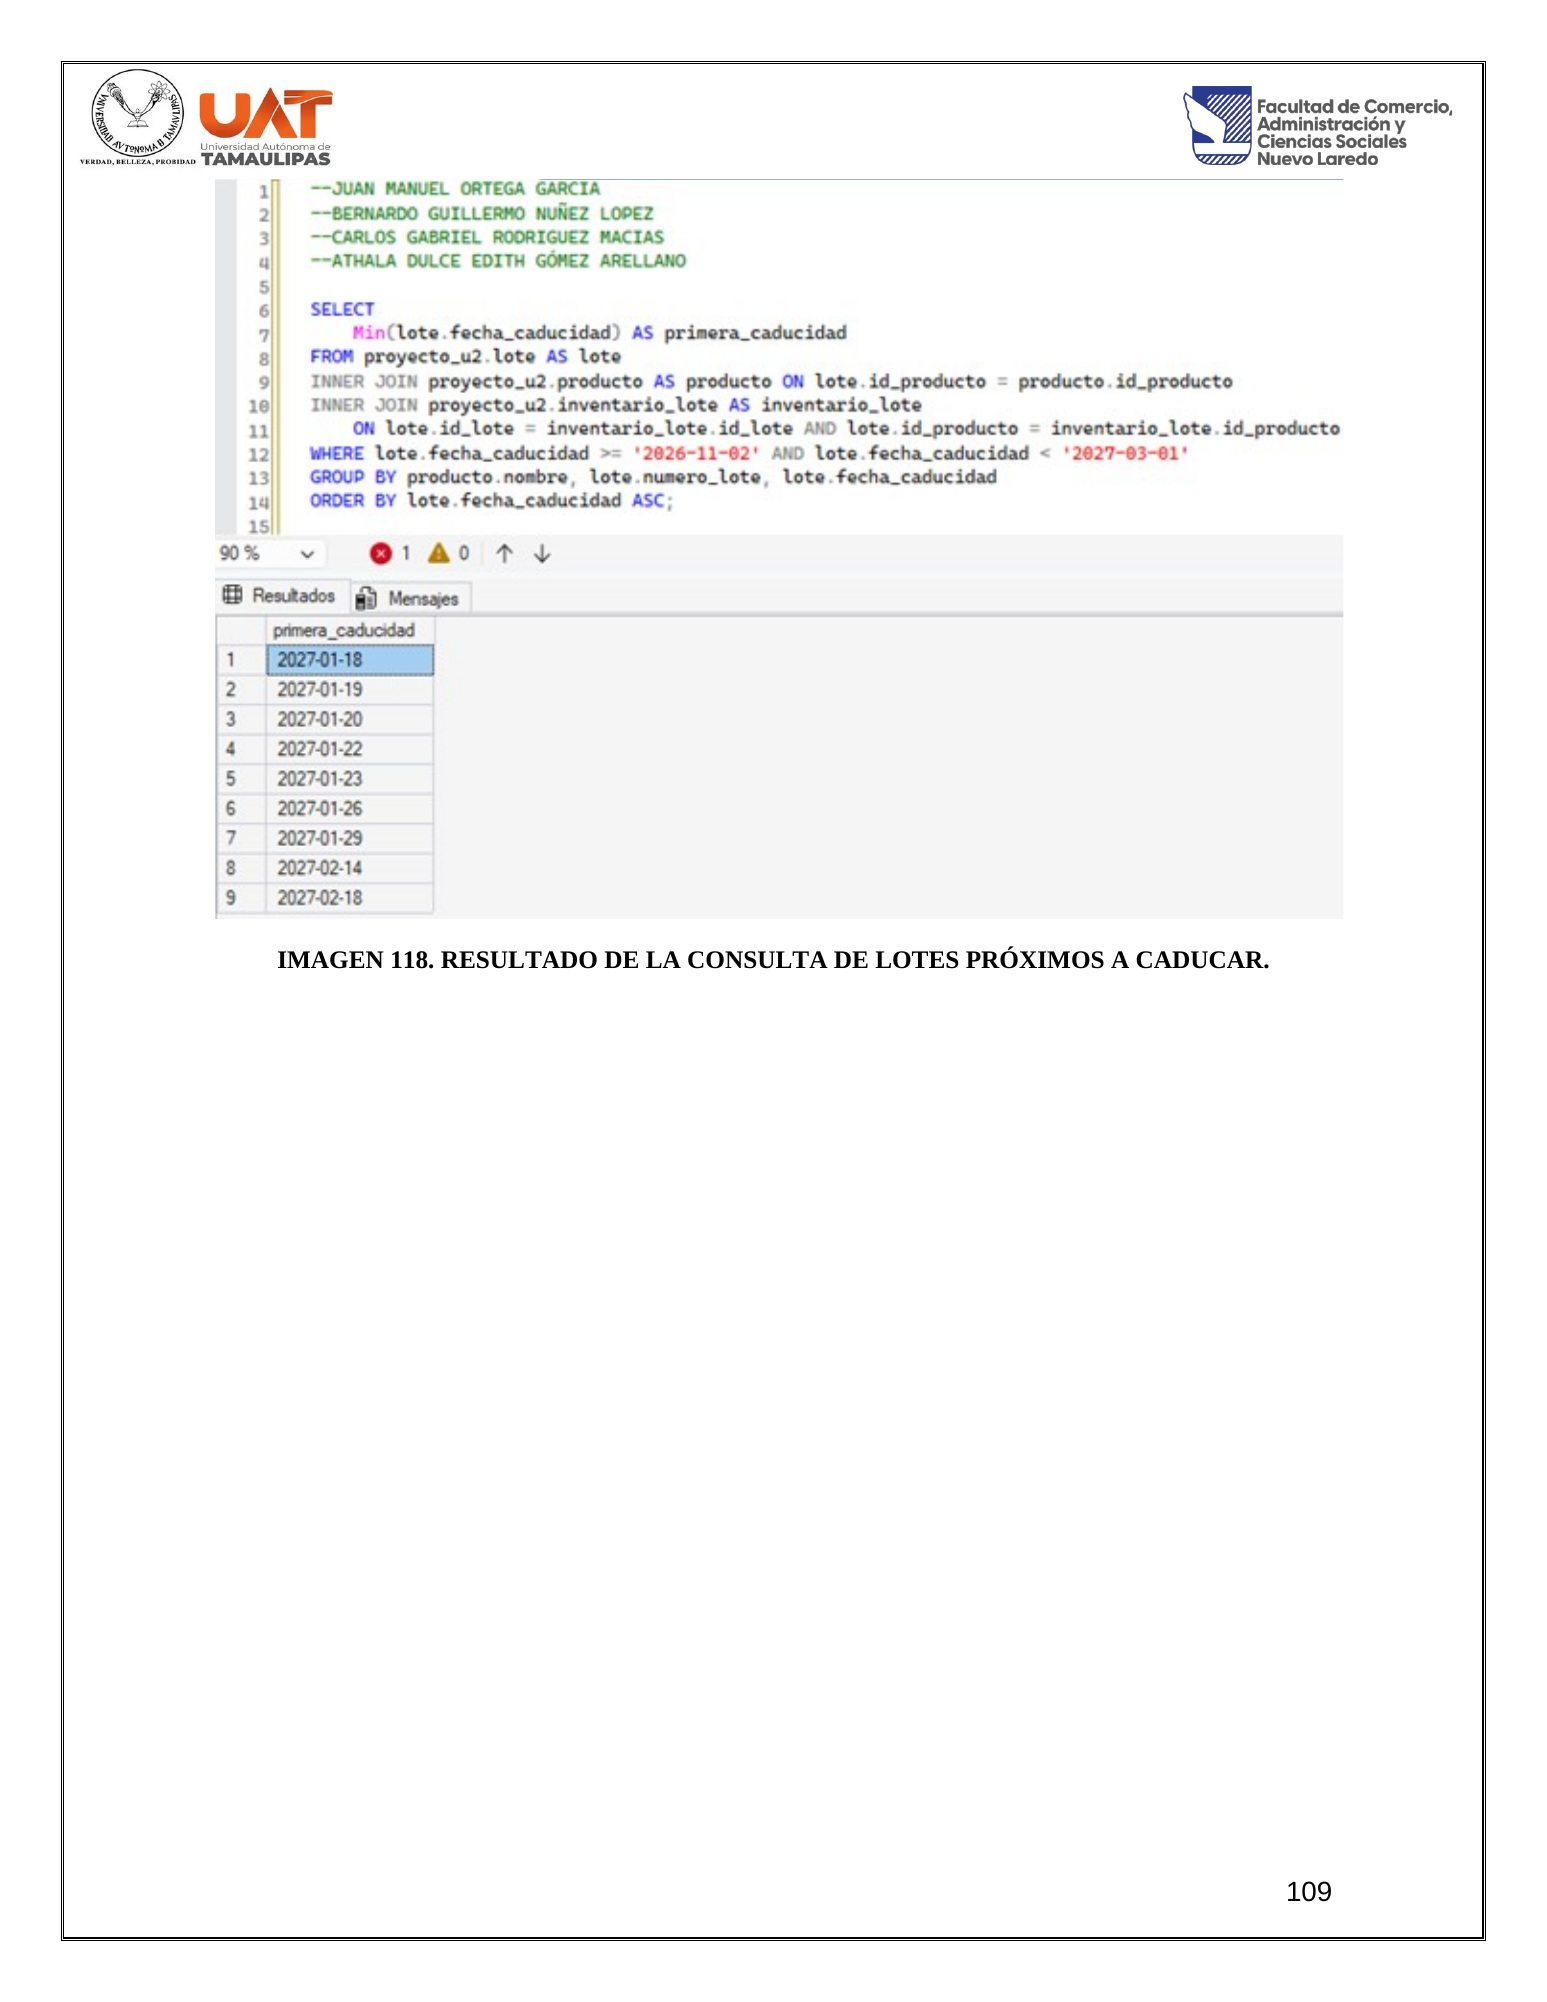 UNIVERSIDAD AVTONOMA D TAMAVLIPAS
VERDAD, BELLEZA, PROBIDAD
UAT
Universidad Autónoma de
TAMAULIPAS
Facultad de Comercio,
Administración y
Ciencias Sociales
Nuevo Laredo
1 --JUAN MANUEL ORTEGA GARCIA
2 --BERNARDO GUILLERMO NUÑEZ LOPEZ
3 --CARLOS GABRIEL RODRIGUEZ MACIAS
4 --ATHALA DULCE EDITH GÓMEZ ARELLANO
5
6 SELECT
7 Min(lote.fecha_caducidad) AS primera_caducidad
8 FROM proyecto_u2.lote AS lote
9 INNER JOIN proyecto_u2.producto AS producto ON lote.id_producto = producto.id_producto
10 INNER JOIN proyecto_u2.inventario_lote AS inventario_lote
11 ON lote.id_lote = inventario_lote.id_lote AND lote.id_producto = inventario_lote.id_producto
12 WHERE lote.fecha_caducidad >= '2026-11-02' AND lote.fecha_caducidad < '2027-03-01'
13 GROUP BY producto.nombre, lote.numero_lote, lote.fecha_caducidad
14 ORDER BY lote.fecha_caducidad ASC;
15
90 % 1 0
Resultados Mensajes
primera_caducidad
1 2027-01-18
2 2027-01-19
3 2027-01-20
4 2027-01-22
5 2027-01-23
6 2027-01-26
7 2027-01-29
8 2027-02-14
9 2027-02-18
IMAGEN 118. RESULTADO DE LA CONSULTA DE LOTES PRÓXIMOS A CADUCAR.
109